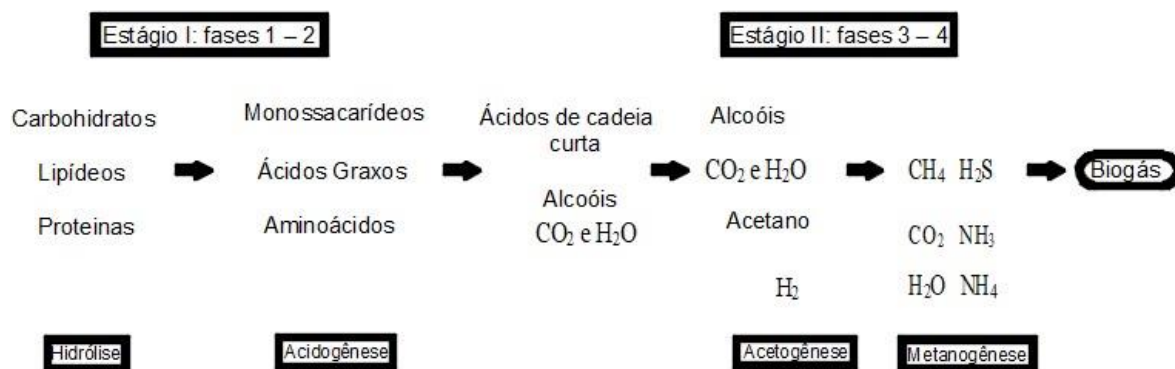 Estágio I: fases 1 – 2
Estágio II: fases 3 – 4
Carbohidratos
Lipídeos
Proteinas
Monossacarídeos
Ácidos Graxos
Aminoácidos
Ácidos de cadeia
curta
Alcoóis
CO₂ e H₂O
Alcoóis
CO₂ e H₂O
Acetano
H₂
CH₄ H₂S
CO₂ NH₃
H₂O NH₄
Biogás
Hidrólise
Acidogênese
Acetogênese
Metanogênese